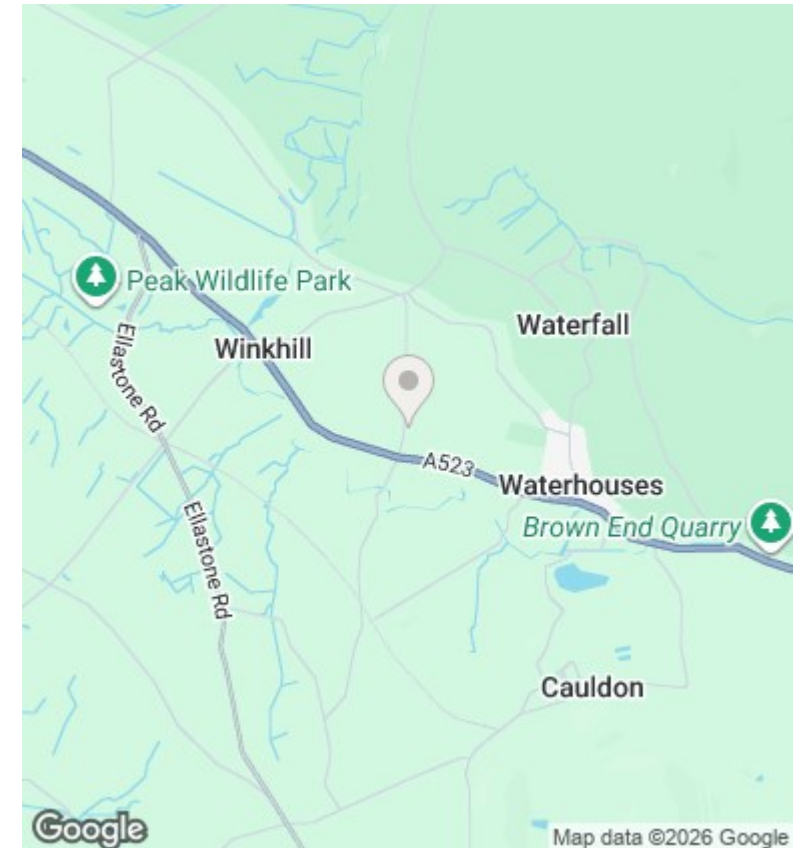 Peak Wildlife Park
Waterfall
Winkhill
Ellastone Rd
A523
Waterhouses
Brown End Quarry
Ellastone Rd
Cauldon
Google
Map data ©2026 Google